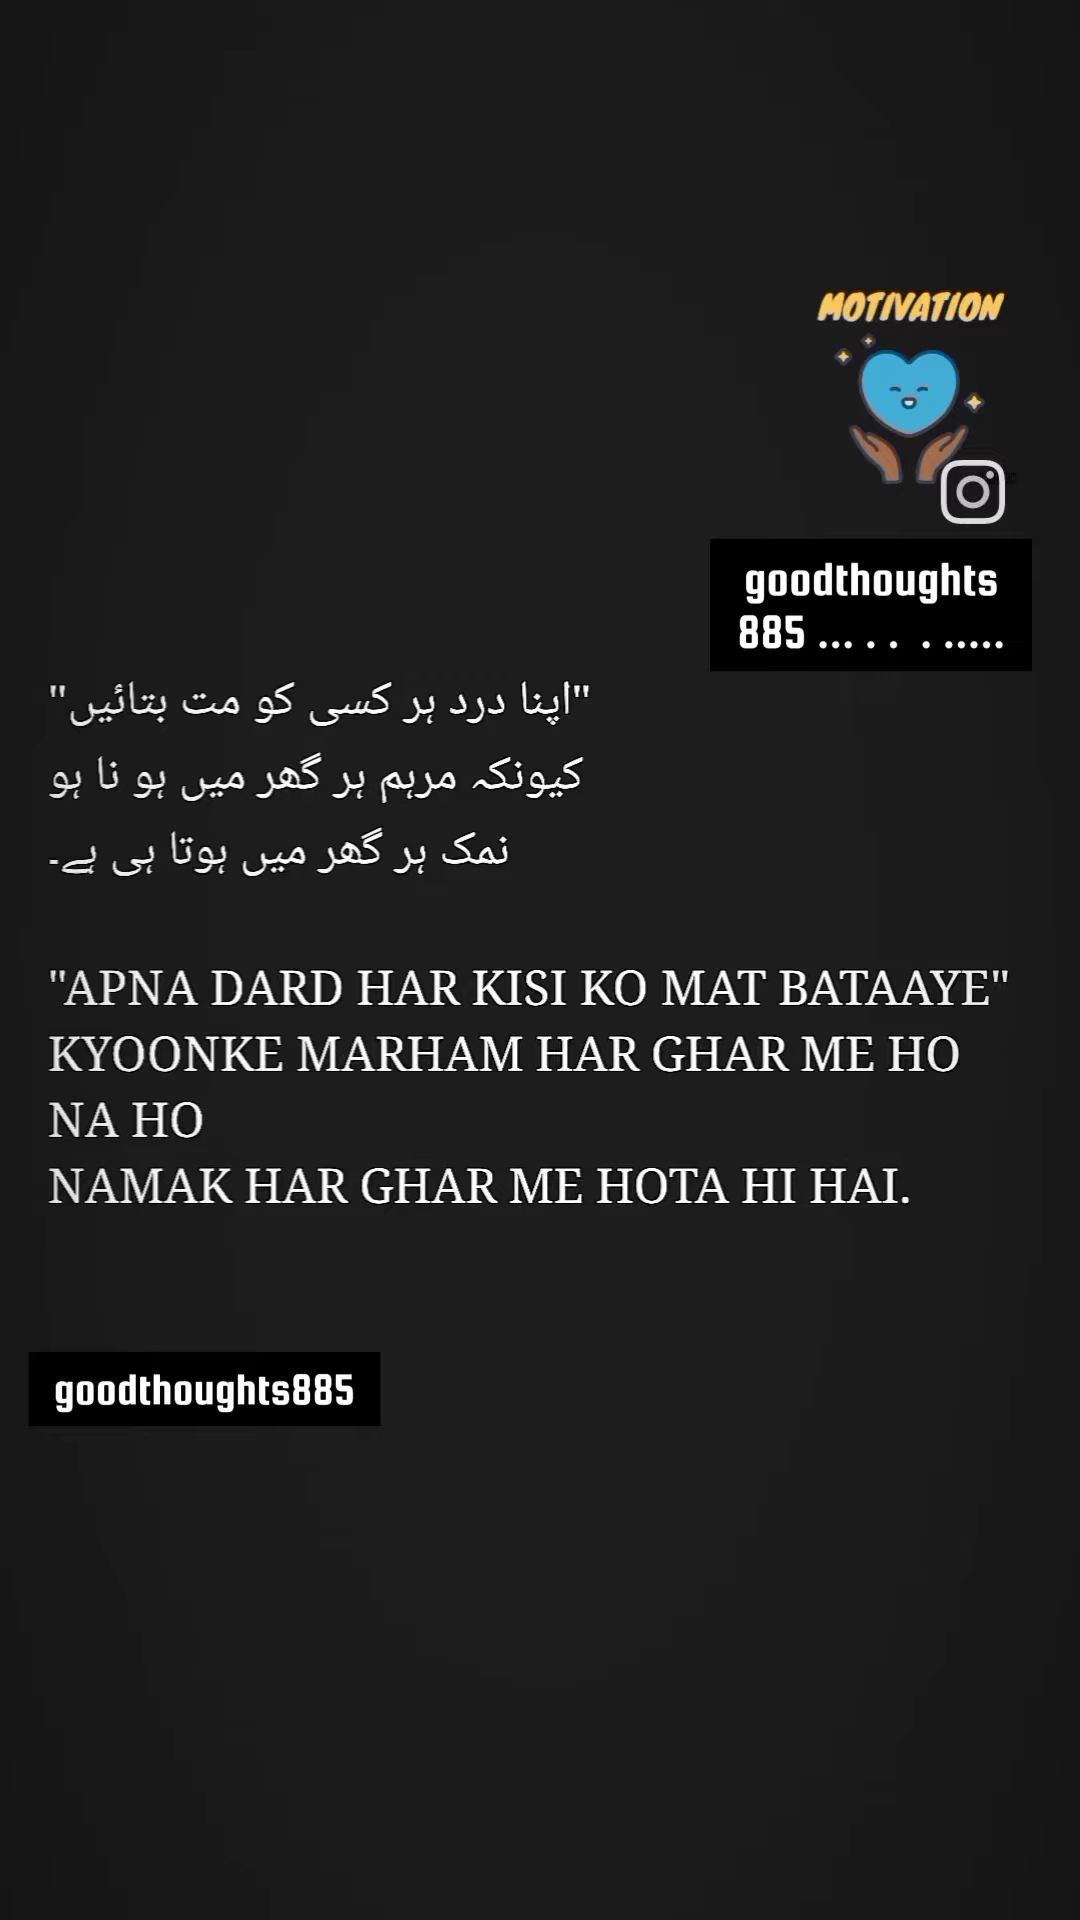 MOTIVATION
goodthoughts
885 ... . .  . .....
"اپنا درد ہر کسی کو مت بتائیں"
کیونکہ مرہم ہر گھر میں ہو نا ہو
نمک ہر گھر میں ہوتا ہی ہے۔
"APNA DARD HAR KISI KO MAT BATAAYE"
KYOONKE MARHAM HAR GHAR ME HO
NA HO
NAMAK HAR GHAR ME HOTA HI HAI.
goodthoughts885